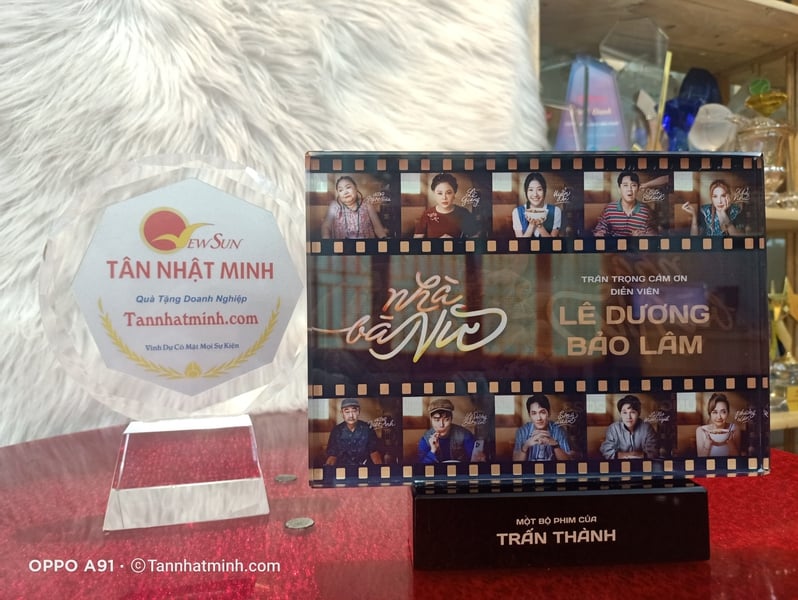 NEWSUN
TÂN NHẬT MINH
Quà Tặng Doanh Nghiệp
Tannhatminh.com
Vinh Dự Có Mặt Mọi Sự Kiện
nhà
bà Nữ
TRÂN TRỌNG CẢM ƠN
DIỄN VIÊN
LÊ DƯƠNG
BẢO LÂM
MỘT BỘ PHIM CỦA
TRẤN THÀNH
OPPO A91 · ©Tannhatminh.com